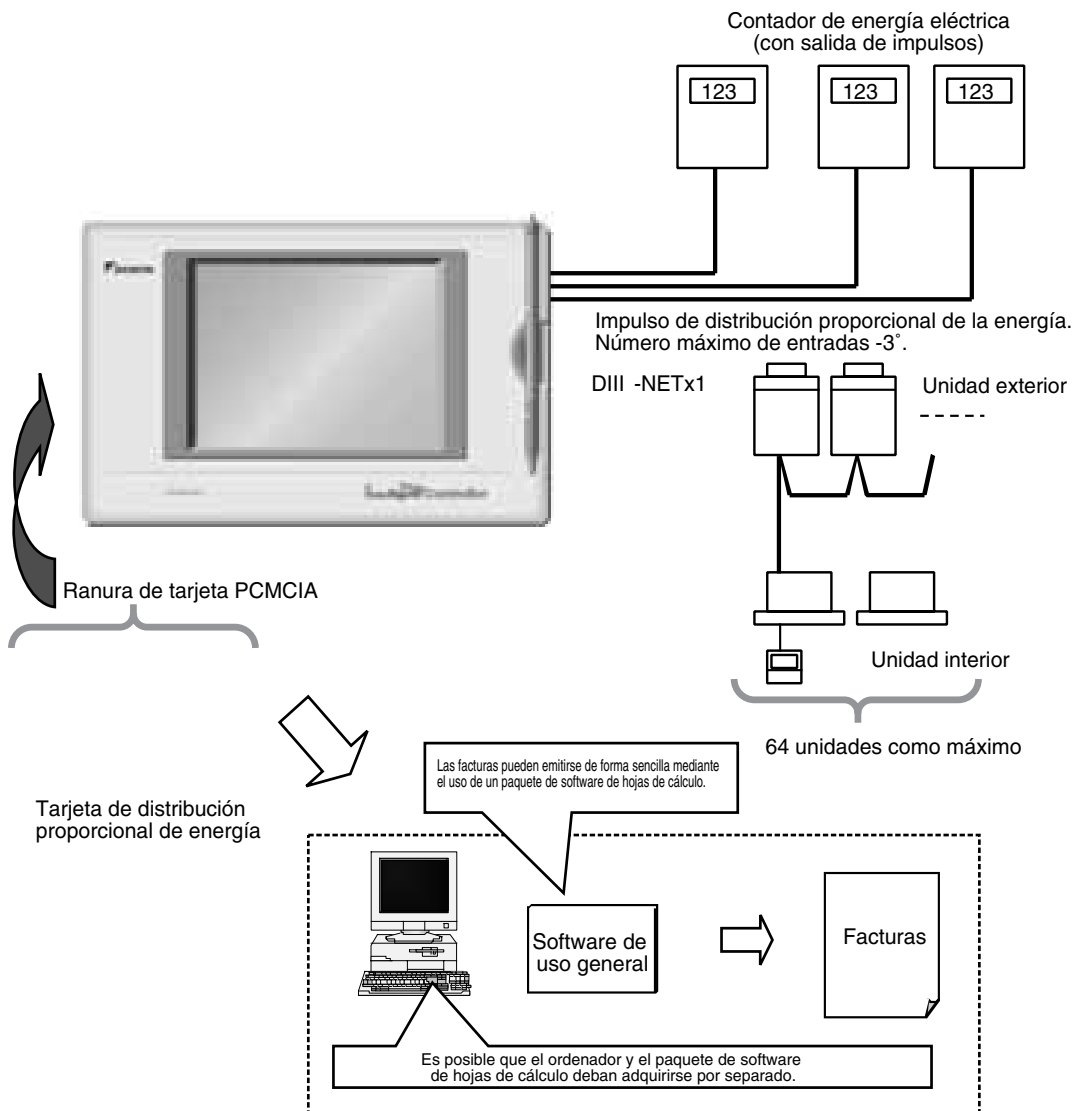 Contador de energía eléctrica
(con salida de impulsos)
123
123
123
Impulso de distribución proporcional de la energía.
Número máximo de entradas -3°.
DIII -NETx1
Unidad exterior
Ranura de tarjeta PCMCIA
Unidad interior
64 unidades como máximo
Las facturas pueden emitirse de forma sencilla mediante
el uso de un paquete de software de hojas de cálculo.
Tarjeta de distribución
proporcional de energía
Software de
uso general
Facturas
Es posible que el ordenador y el paquete de software
de hojas de cálculo deban adquirirse por separado.